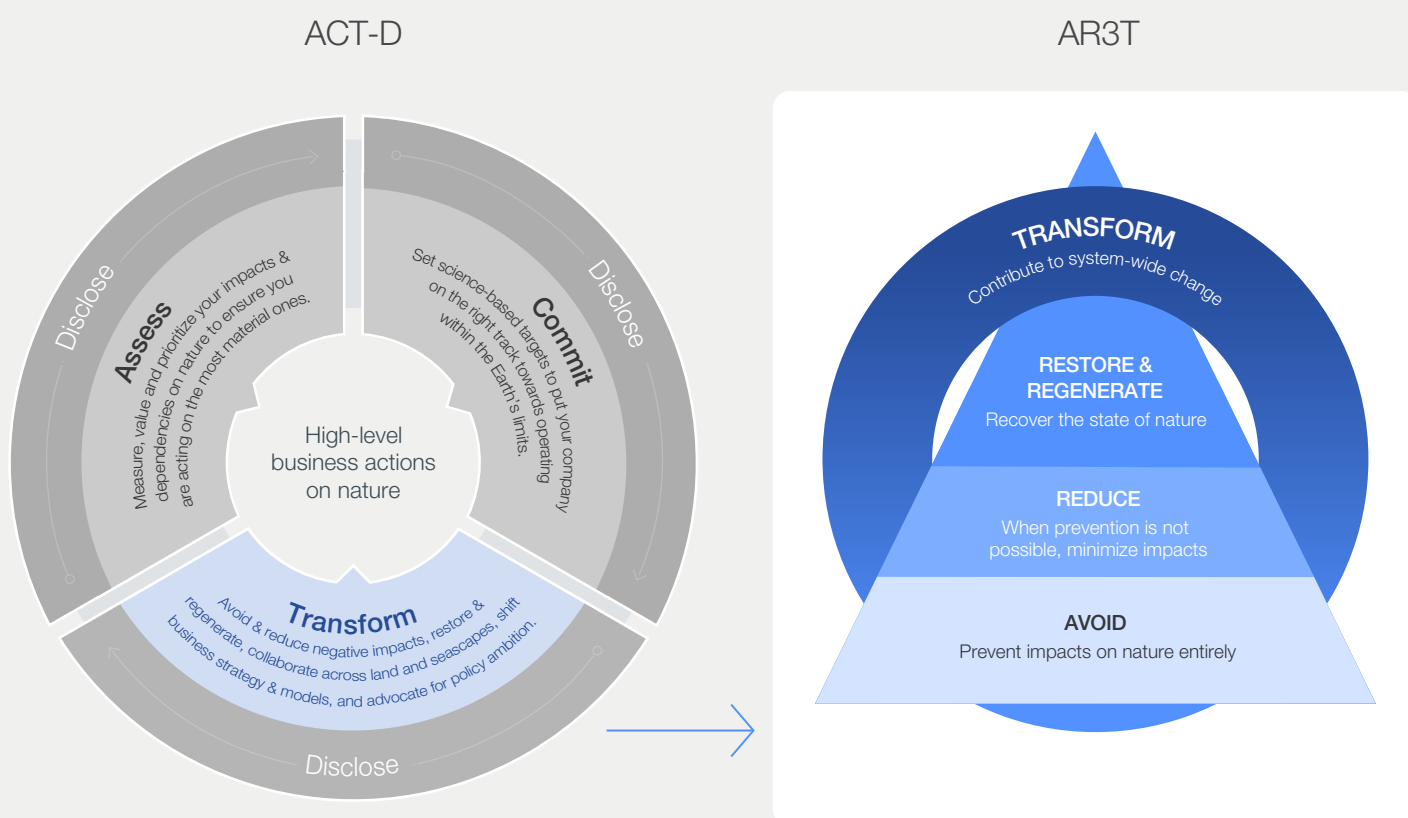 ACT-D
AR3T
Disclose
Assess
Measure, value and prioritize your impacts &
dependencies on nature to ensure you
are acting on the most material ones.
Disclose
Commit
Set science-based targets to put your company
on the right track towards operating
within the Earth's limits.
High-level
business actions
on nature
Transform
Avoid & reduce negative impacts, restore &
regenerate, collaborate across land and seascapes, shift
business strategy & models, and advocate for policy ambition.
Disclose
TRANSFORM
Contribute to system-wide change
RESTORE &
REGENERATE
Recover the state of nature
REDUCE
When prevention is not
possible, minimize impacts
AVOID
Prevent impacts on nature entirely